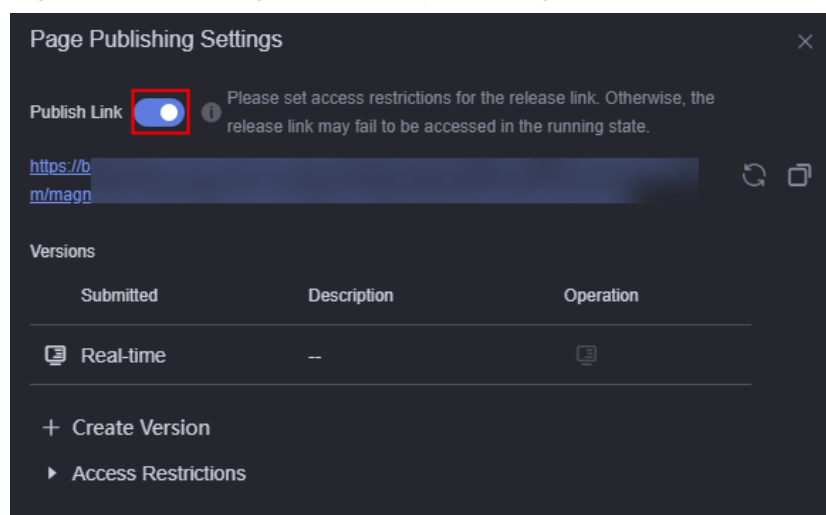 Page Publishing Settings
Publish Link
Please set access restrictions for the release link. Otherwise, the
release link may fail to be accessed in the running state.
https://b
m/magn
Versions
Submitted Description Operation
Real-time --
+ Create Version
Access Restrictions